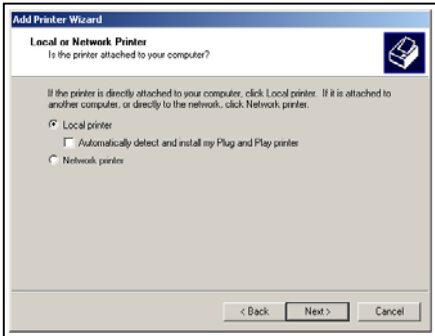 Add Printer Wizard
Local or Network Printer
Is the printer attached to your computer?
If the printer is directly attached to your computer, click Local printer. If it is attached to
another computer, or directly to the network, click Network printer.
Local printer
Automatically detect and install my Plug and Play printer
Network printer
< Back
Next >
Cancel